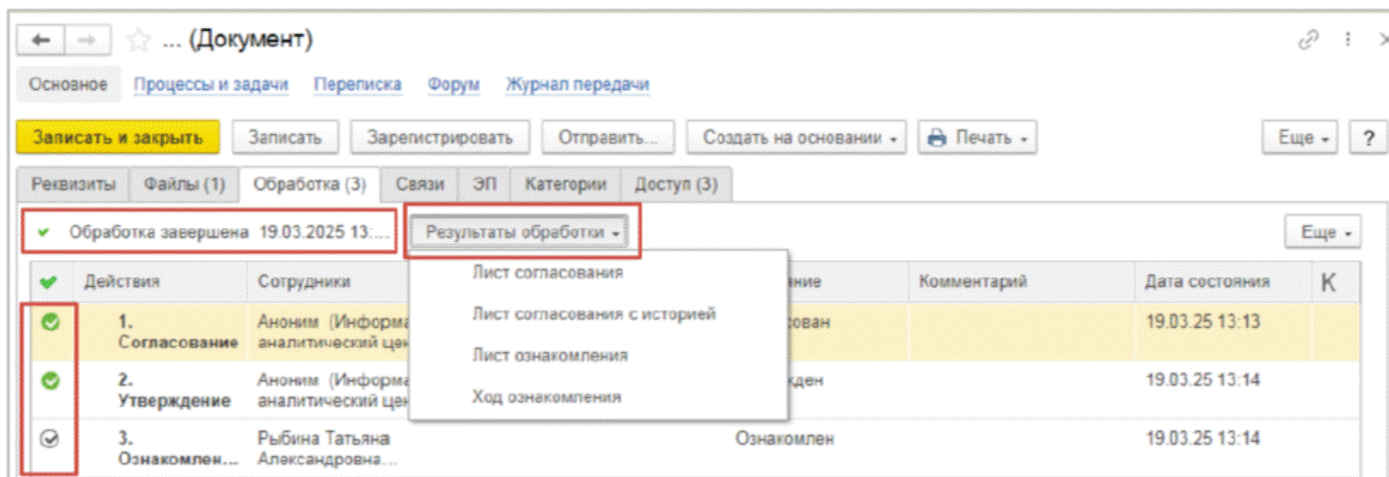 ... (Документ)
Основное Процессы и задачи Переписка Форум Журнал передачи
Записать и закрыть Записать Зарегистрировать Отправить... Создать на основании Печать Еще ?
Реквизиты Файлы (1) Обработка (3) Связи ЭП Категории Доступ (3)
Обработка завершена 19.03.2025 13:... Результаты обработки Еще
Лист согласования
Действия Сотрудники ние Комментарий Дата состояния К
Лист согласования с историей
1. Аноним (Информа сован 19.03.25 13:13
Согласование аналитический цен
Лист ознакомления
2. Аноним (Информа жден 19.03.25 13:14
Утверждение аналитический цен
Ход ознакомления
3. Рыбина Татьяна Ознакомлен 19.03.25 13:14
Ознакомлен... Александровна...